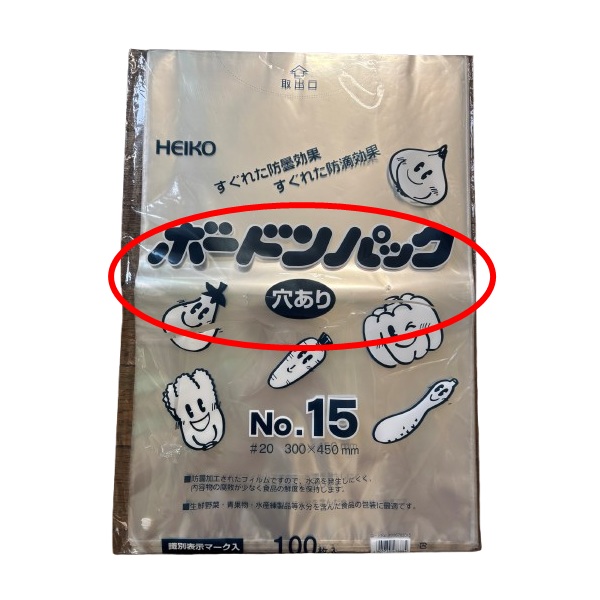 取出口
HEIKO
すぐれた防曇効果
すぐれた防滴効果
ボードンパック
穴あり
No.15
#20 300×450mm
■防曇加工されたフィルムですので、水滴を発生しにくく、
内容物の腐敗が少なく食品の鮮度を保持します。
■生鮮野菜・青果物・水産練製品等水分を含んだ食品の包装に最適です。
識別表示マーク入
100枚入